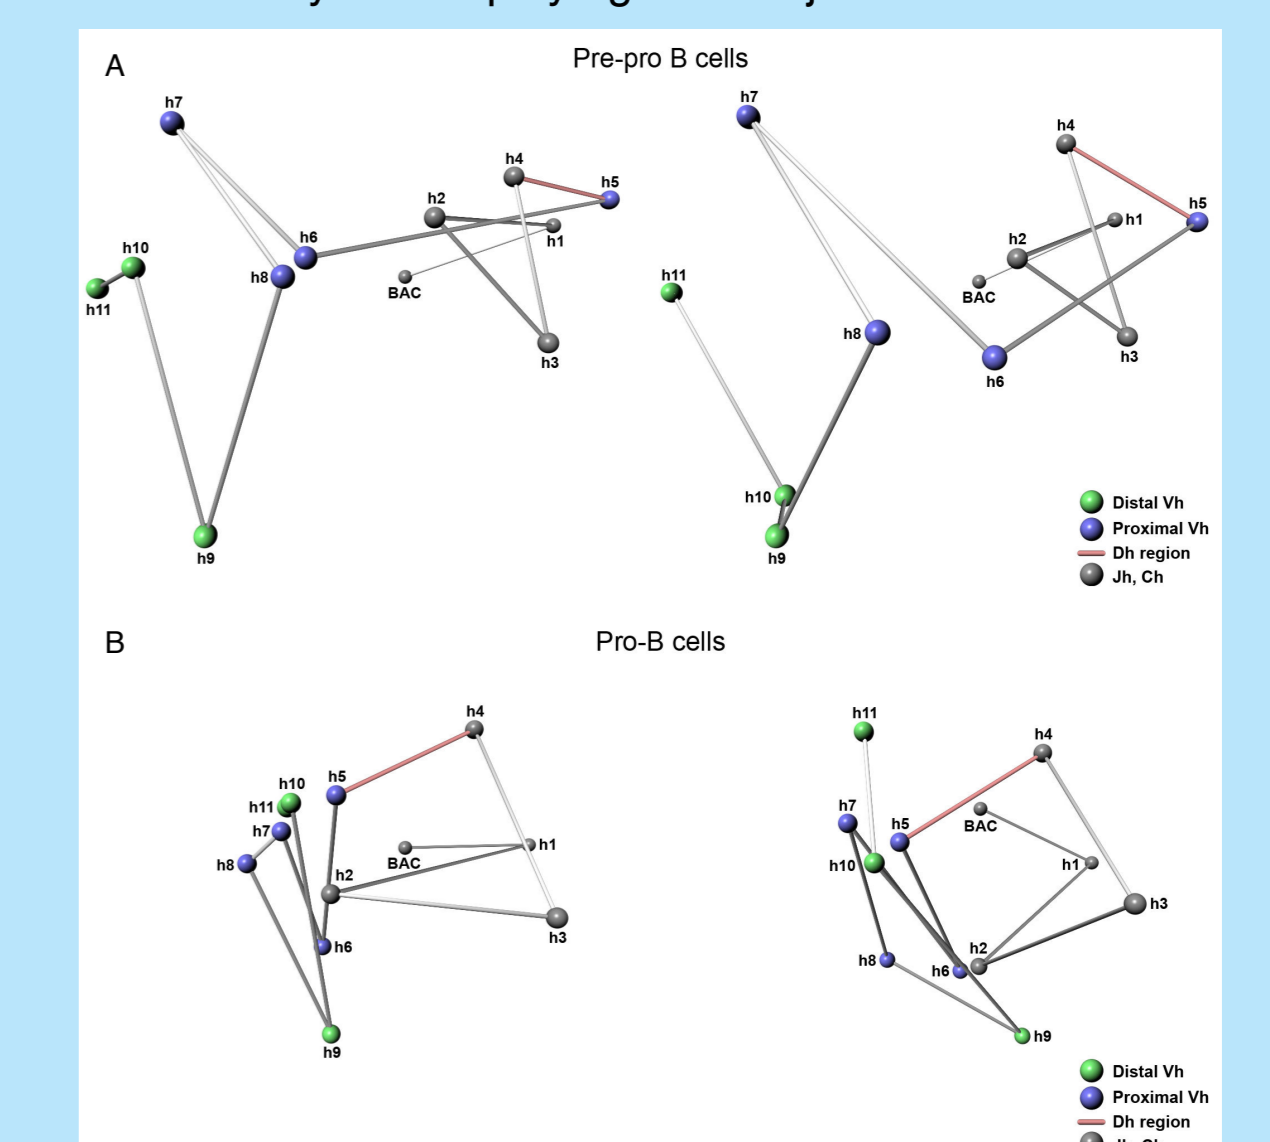 A
Pre-pro B cells
h7
h4
h5
h2
h1
h6
h10
h8
h11
BAC
h3
h9
h7
h4
h5
h1
h2
h11
BAC
h8
h3
h6
h10
h9
Distal Vh
Proximal Vh
Dh region
Jh, Ch
B
Pro-B cells
h4
h5
h10
h11
h7
h1
BAC
h8
h2
h3
h6
h9
h11
h4
h7
h5
BAC
h10
h1
h3
h2
h8
h6
h9
Distal Vh
Proximal Vh
Dh region